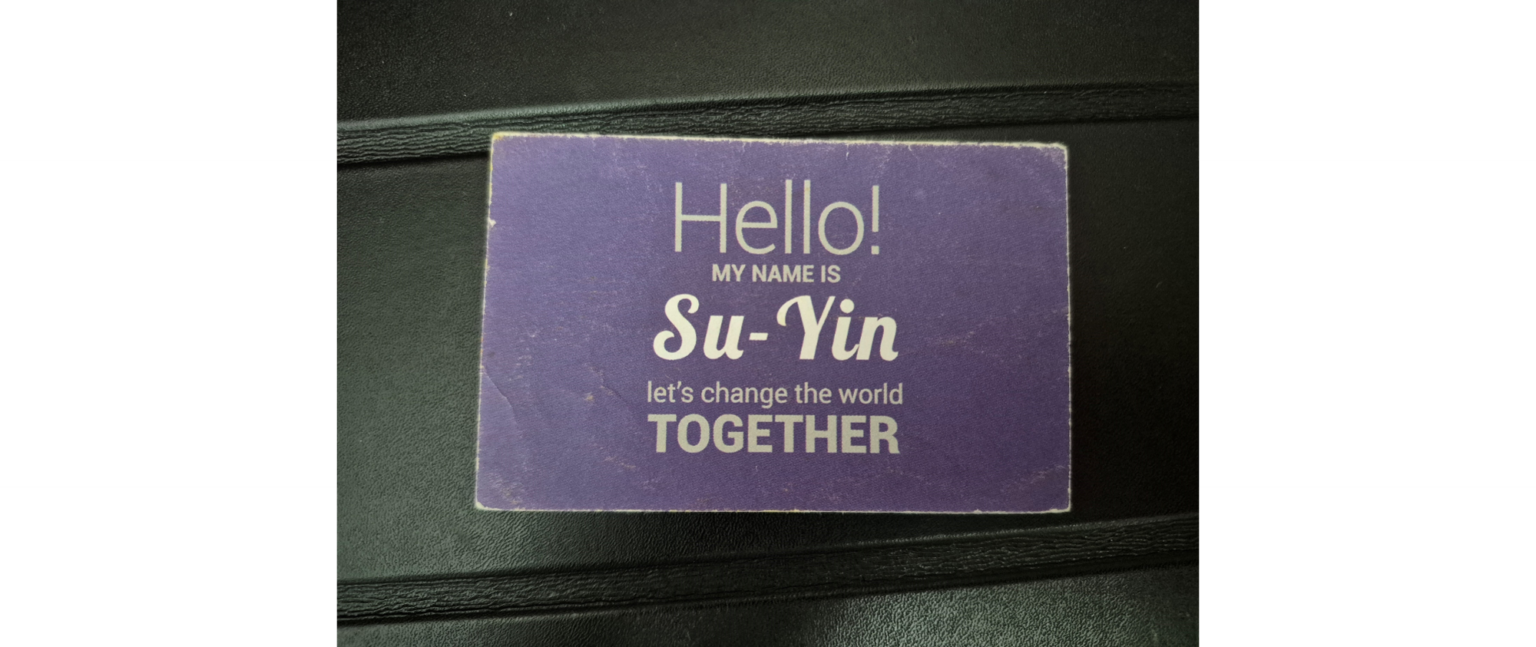 Hello!
MY NAME IS
Su-Yin
let's change the world
TOGETHER